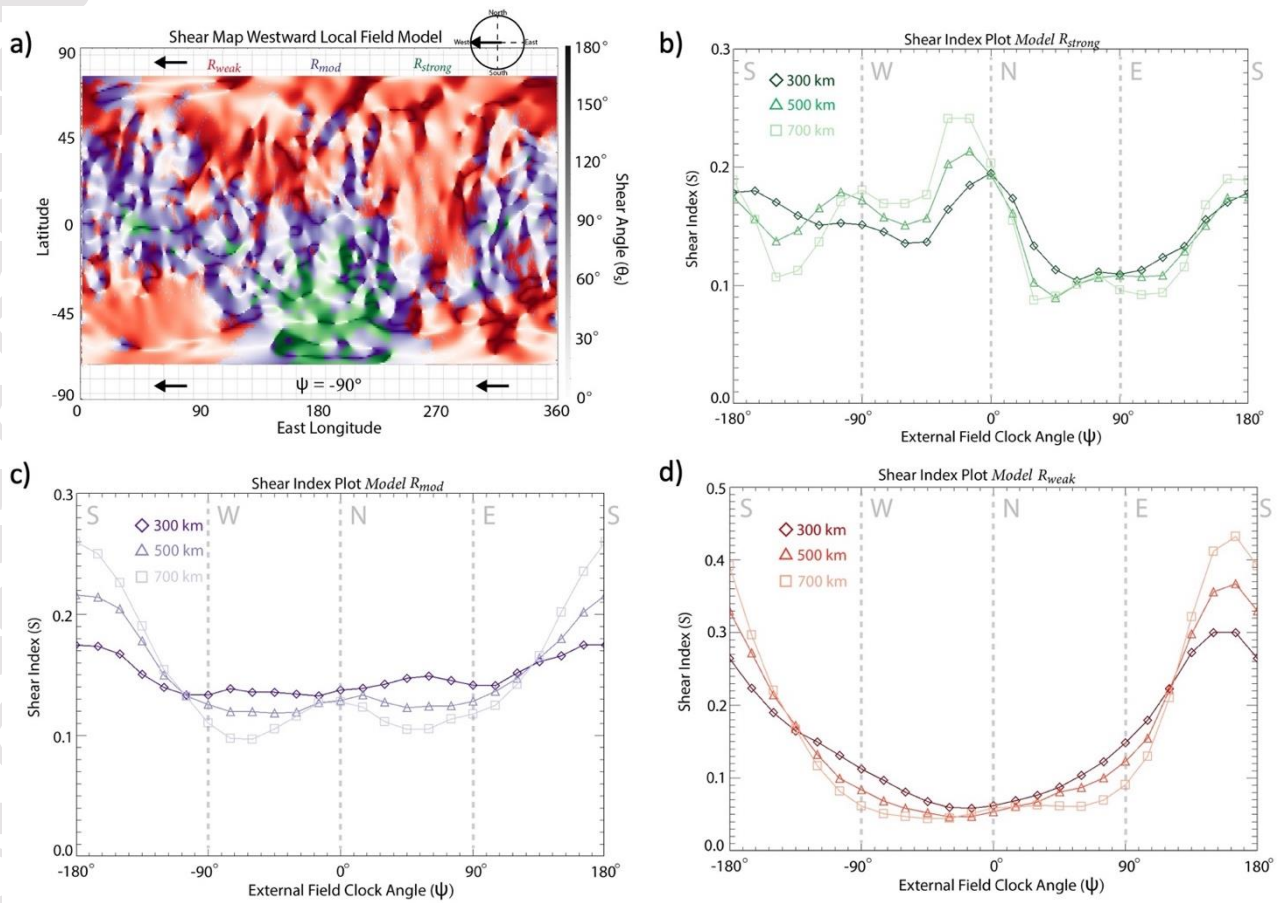 a)
Shear Map Westward Local Field Model
North
West
East
South
R_weak R_mod R_strong
90
45
0
-45
-90
Latitude
0 90 180 270 360
East Longitude
ψ = -90°
180°
150°
120°
90°
60°
30°
0°
Shear Angle (θ_s)
b)
Shear Index Plot Model R_strong
S W N E S
300 km
500 km
700 km
0.3
0.2
0.1
0.0
Shear Index (S)
-180° -90° 0° 90° 180°
External Field Clock Angle (ψ)
c)
Shear Index Plot Model R_mod
S W N E S
300 km
500 km
700 km
0.3
0.2
0.1
0.0
Shear Index (S)
-180° -90° 0° 90° 180°
External Field Clock Angle (ψ)
d)
Shear Index Plot Model R_weak
S W N E S
300 km
500 km
700 km
0.5
0.4
0.3
0.2
0.1
0.0
Shear Index (S)
-180° -90° 0° 90° 180°
External Field Clock Angle (ψ)